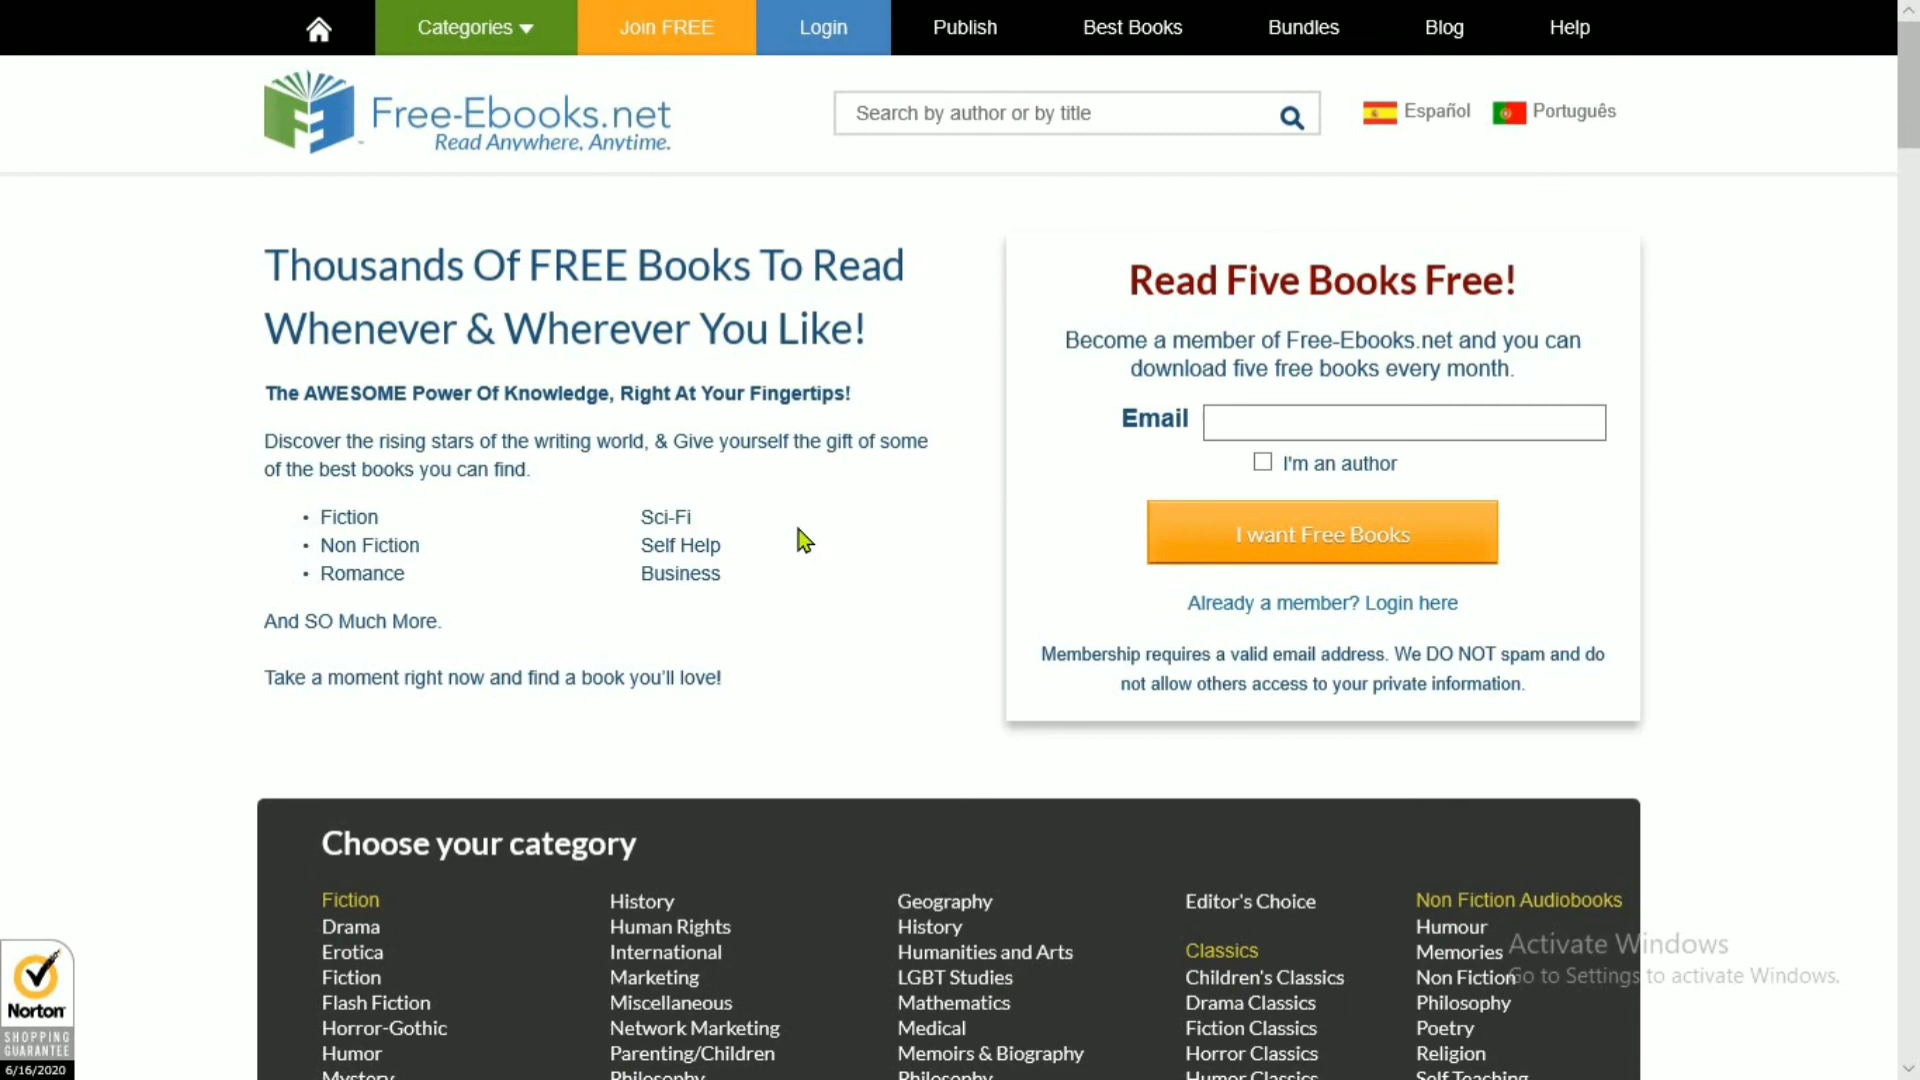 Categories
Join FREE
Login
Publish
Best Books
Bundles
Blog
Help
Free-Ebooks.net
Read Anywhere, Anytime.
Search by author or by title
Español
Português
Thousands Of FREE Books To Read
Whenever & Wherever You Like!
The AWESOME Power Of Knowledge, Right At Your Fingertips!
Discover the rising stars of the writing world, & Give yourself the gift of some
of the best books you can find.
• Fiction
• Non Fiction
• Romance
Sci-Fi
Self Help
Business
And SO Much More.
Take a moment right now and find a book you'll love!
Read Five Books Free!
Become a member of Free-Ebooks.net and you can
download five free books every month.
Email
I'm an author
I want Free Books
Already a member? Login here
Membership requires a valid email address. We DO NOT spam and do
not allow others access to your private information.
Choose your category
Fiction
Drama
Erotica
Fiction
Flash Fiction
Horror-Gothic
Humor
Mystery
History
Human Rights
International
Marketing
Miscellaneous
Network Marketing
Parenting/Children
Philosophy
Geography
History
Humanities and Arts
LGBT Studies
Mathematics
Medical
Memoirs & Biography
Philosophy
Editor's Choice
Classics
Children's Classics
Drama Classics
Fiction Classics
Horror Classics
Humor Classics
Non Fiction Audiobooks
Humour
Memories
Non Fiction
Philosophy
Poetry
Religion
Self Teaching
Activate Windows
Go to Settings to activate Windows.
Norton
SHOPPING
GUARANTEE
6/16/2020